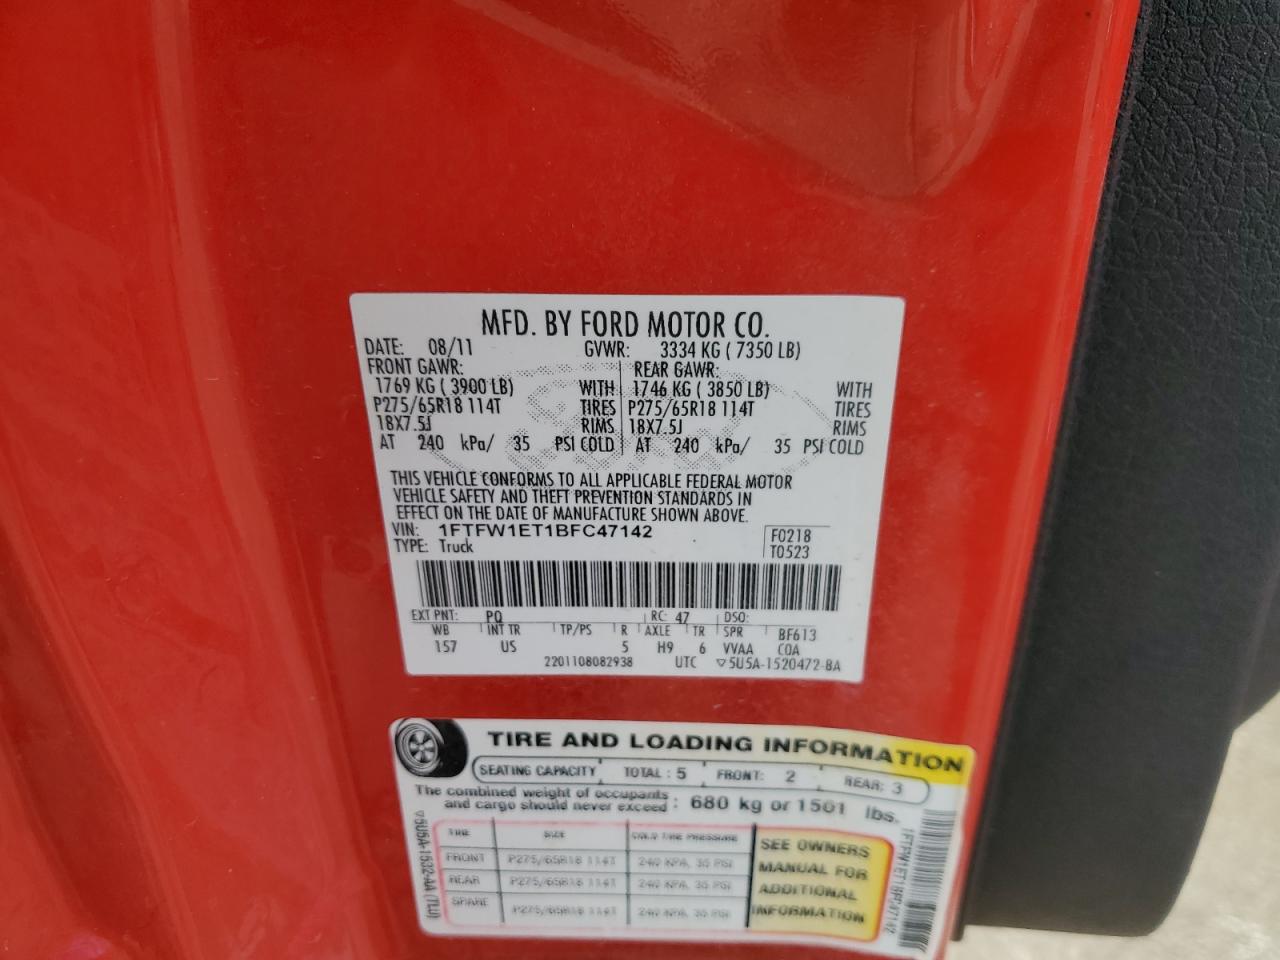 MFD. BY FORD MOTOR CO.
DATE: 08/11 GVWR: 3334 KG ( 7350 LB)
FRONT GAWR: REAR GAWR:
1769 KG ( 3900 LB) WITH 1746 KG ( 3850 LB) WITH
P275/65R18 114T TIRES P275/65R18 114T TIRES
18X7.5J RIMS 18X7.5J RIMS
AT 240 kPa/ 35 PSI COLD AT 240 kPa/ 35 PSI COLD
THIS VEHICLE CONFORMS TO ALL APPLICABLE FEDERAL MOTOR
VEHICLE SAFETY AND THEFT PREVENTION STANDARDS IN
EFFECT ON THE DATE OF MANUFACTURE SHOWN ABOVE.
VIN: 1FTFW1ET1BFC47142 F0218
TYPE: Truck T0523
EXT PNT: PQ RC: 47 DSO:
WB INT TR TP/PS R AXLE TR SPR BF613
157 US 5 H9 6 VVAA COA
2201108082938 UTC ▽5U5A-1520472-BA
TIRE AND LOADING INFORMATION
SEATING CAPACITY TOTAL : 5 FRONT: 2 REAR: 3
The combined weight of occupants
and cargo should never exceed : 680 kg or 1501 lbs.
TIRE SIZE COLD TIRE PRESSURE
FRONT P275/65R18 114T 240 KPA, 35 PSI
REAR P275/65R18 114T 240 KPA, 35 PSI
SPARE P275/65R18 114T 240 KPA, 35 PSI
SEE OWNERS
MANUAL FOR
ADDITIONAL
INFORMATION
▽5U5A-1532-AA (TLU)
1FTFW1ET1BFC47142